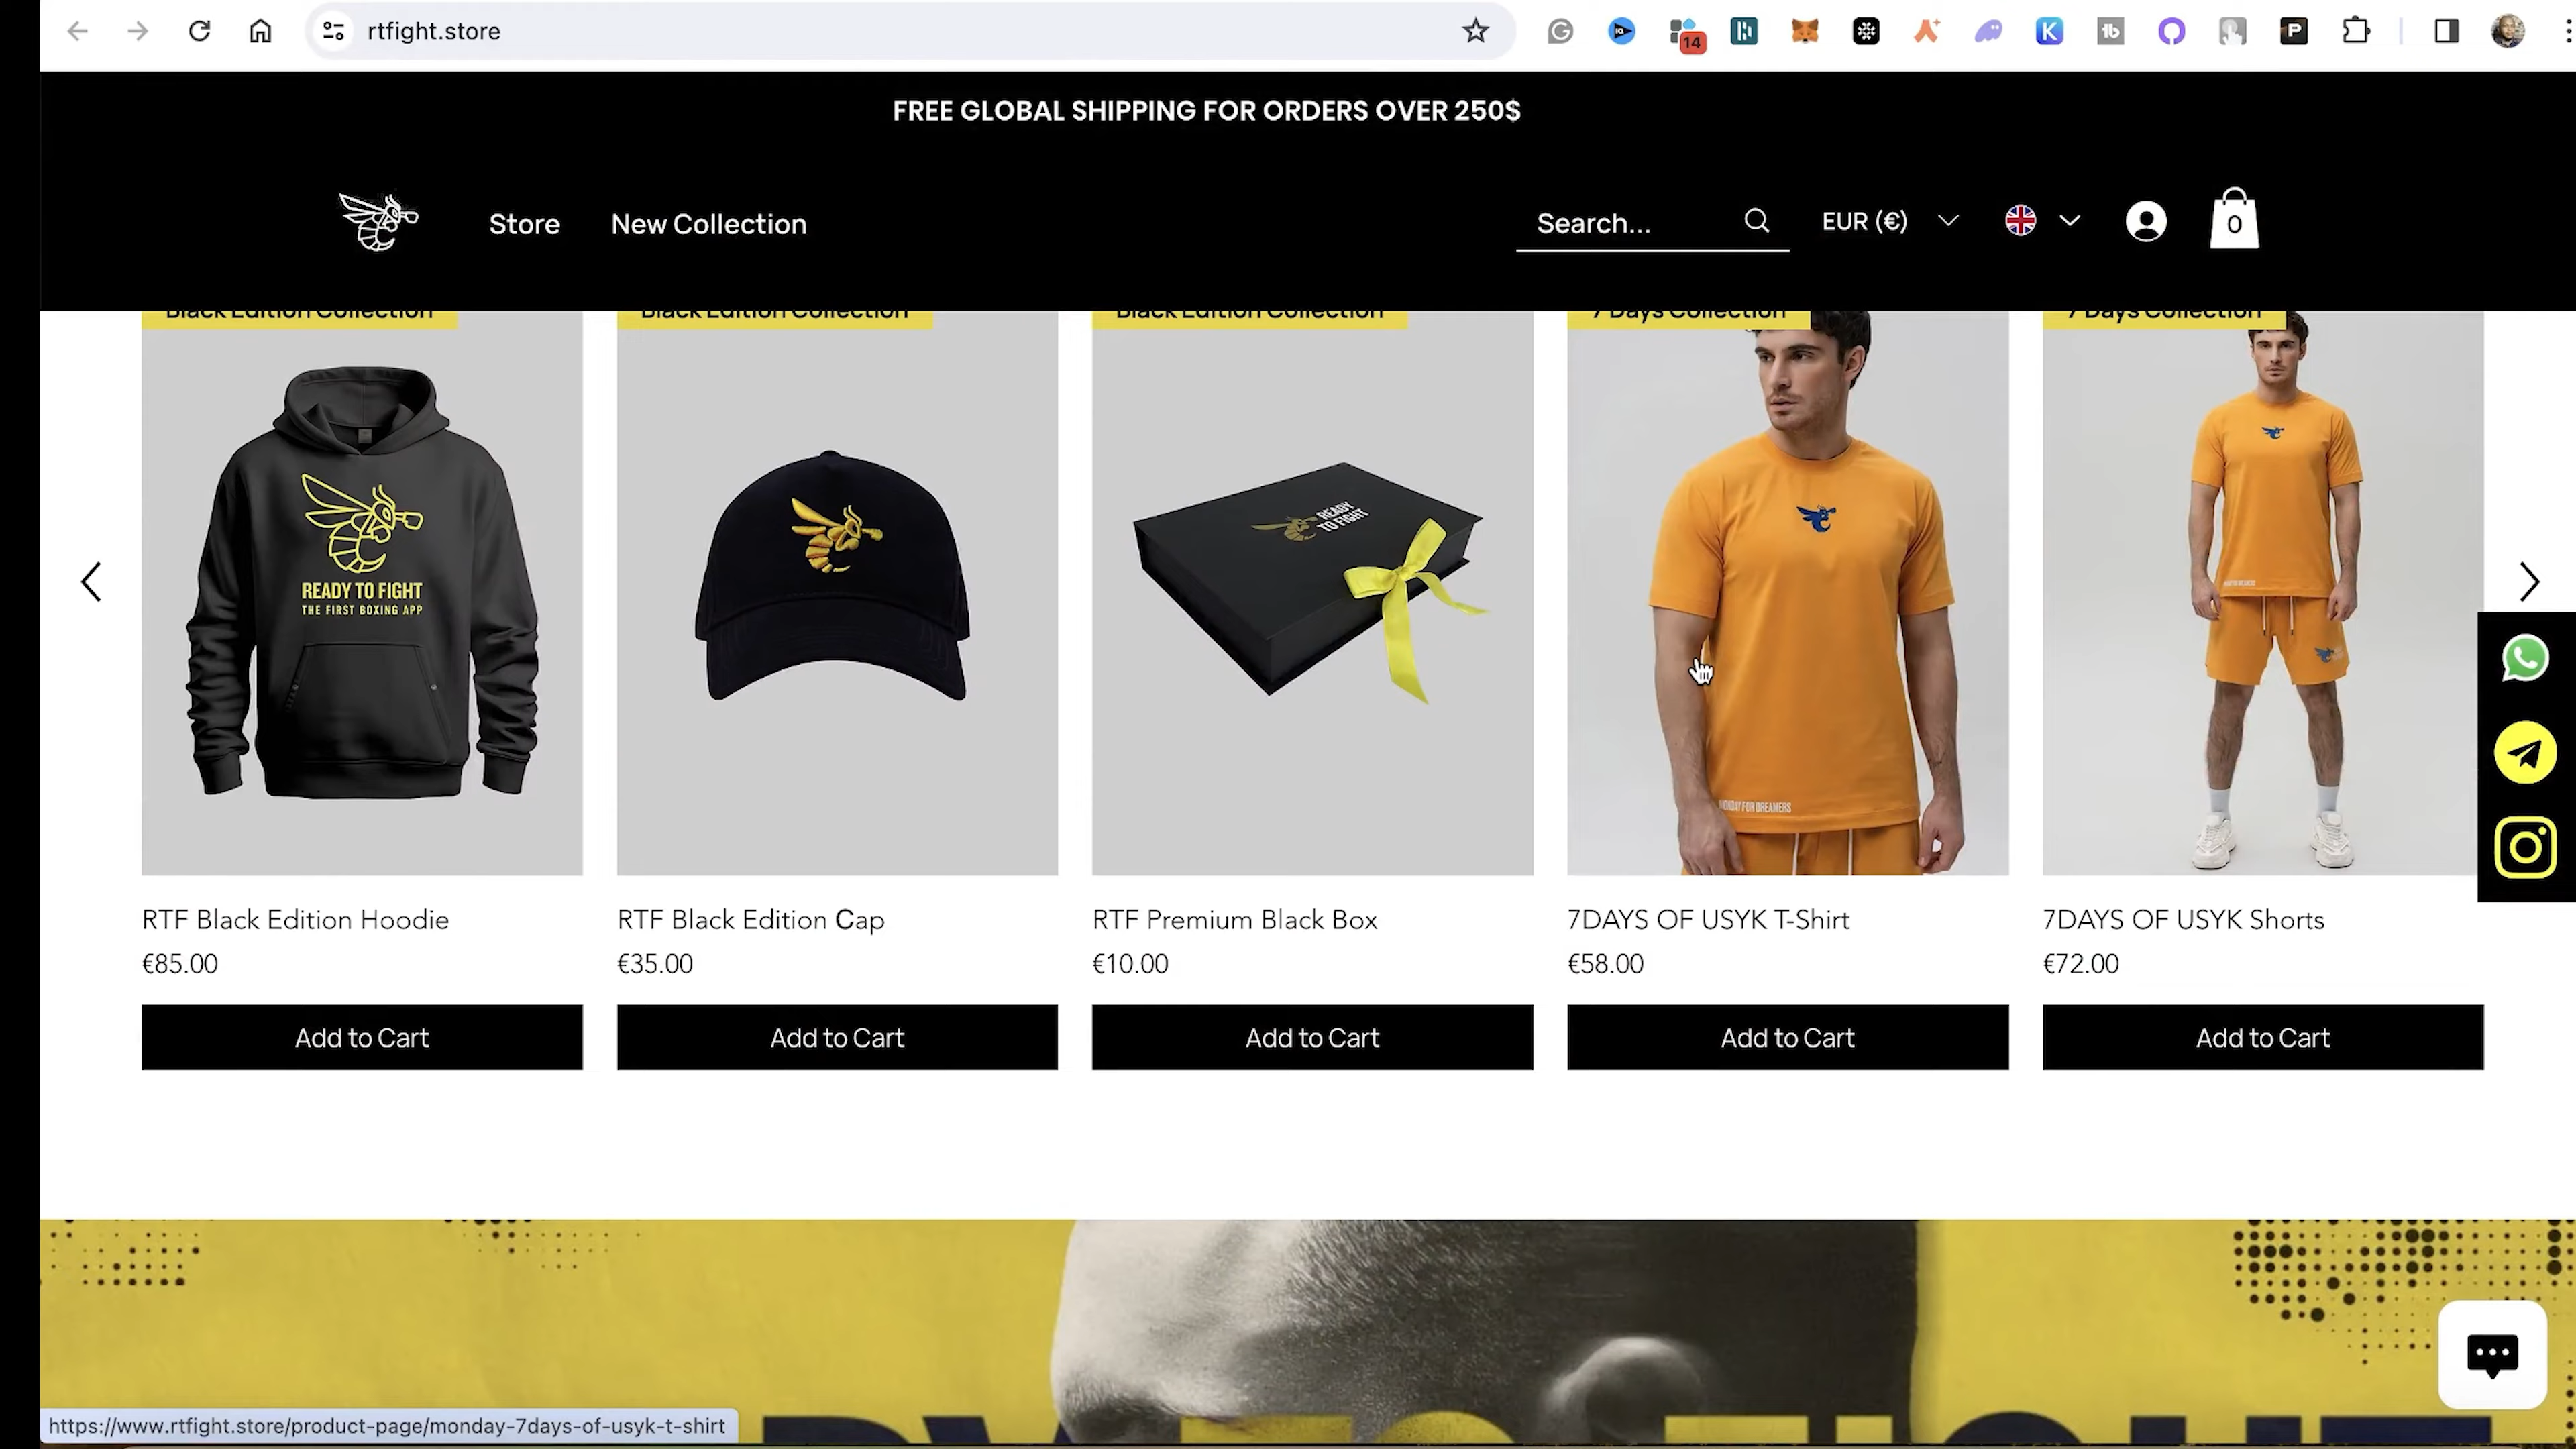 rtfight.store
14
FREE GLOBAL SHIPPING FOR ORDERS OVER 250$
Store
New Collection
Search...
EUR (€)
0
Black Edition Collection
Black Edition Collection
Black Edition Collection
7 Days Collection
7 Days Collection
READY TO FIGHT
THE FIRST BOXING APP
READY
TO FIGHT
MONDAY FOR DREAMERS
RTF Black Edition Hoodie
€85.00
Add to Cart
RTF Black Edition Cap
€35.00
Add to Cart
RTF Premium Black Box
€10.00
Add to Cart
7DAYS OF USYK T-Shirt
€58.00
Add to Cart
7DAYS OF USYK Shorts
€72.00
Add to Cart
https://www.rtfight.store/product-page/monday-7days-of-usyk-t-shirt